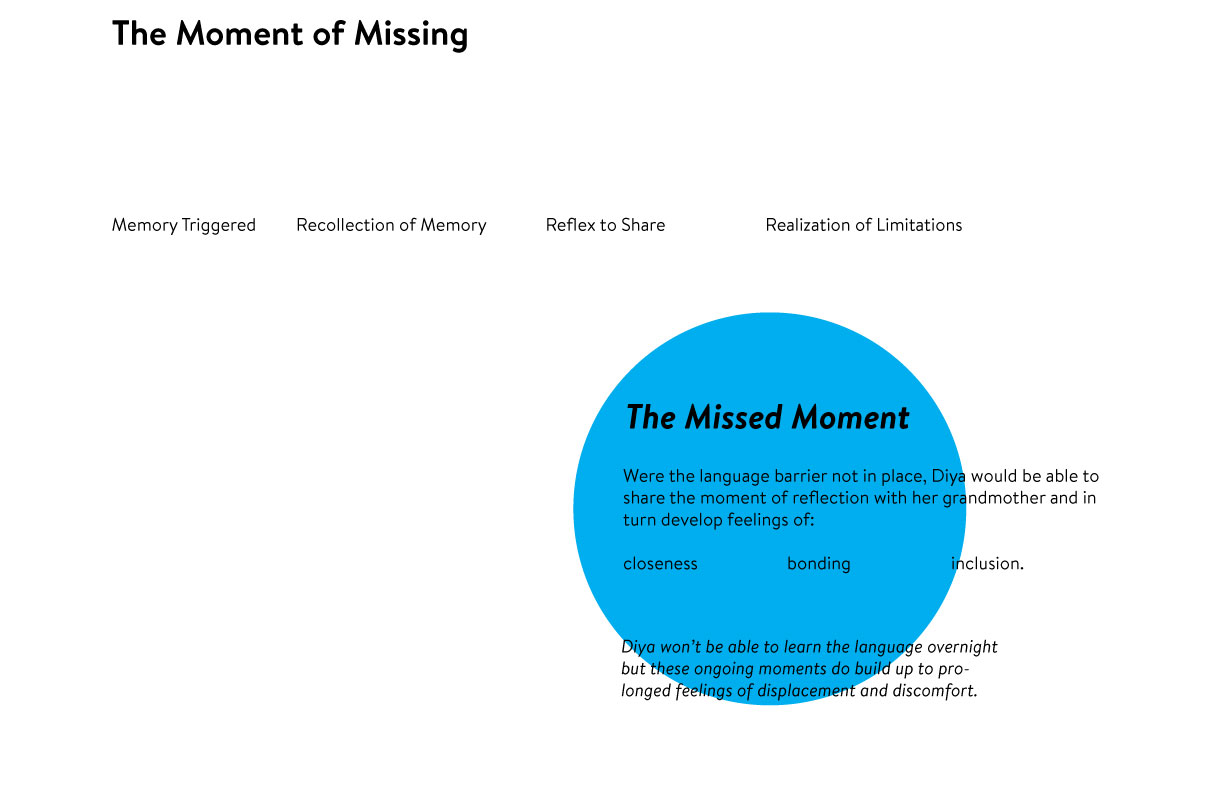 The Moment of Missing
Memory Triggered Recollection of Memory Reflex to Share Realization of Limitations
The Missed Moment
Were the language barrier not in place, Diya would be able to
share the moment of reflection with her grandmother and in
turn develop feelings of:
closeness bonding inclusion.
Diya won’t be able to learn the language overnight
but these ongoing moments do build up to pro-
longed feelings of displacement and discomfort.